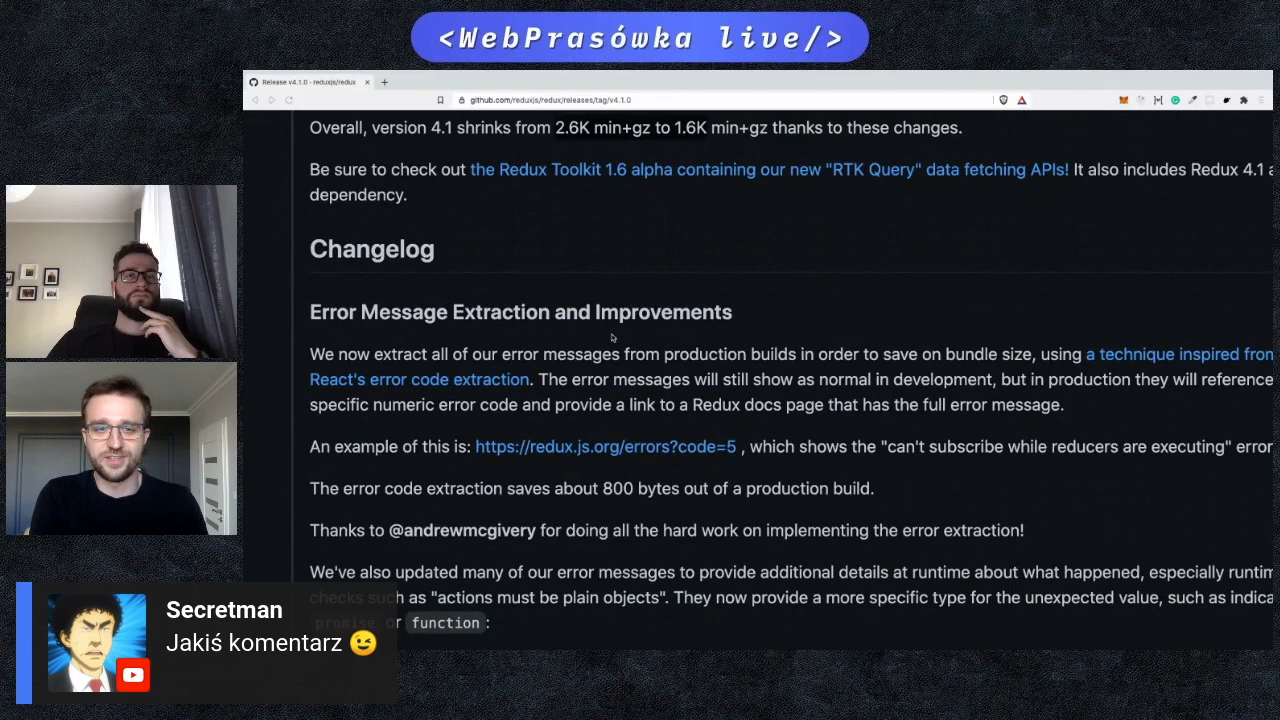 <WebPrasówka live/>
Release v4.1.0 · reduxjs/redux
github.com/reduxjs/redux/releases/tag/v4.1.0
Overall, version 4.1 shrinks from 2.6K min+gz to 1.6K min+gz thanks to these changes.
Be sure to check out the Redux Toolkit 1.6 alpha containing our new "RTK Query" data fetching APIs! It also includes Redux 4.1 a
dependency.
Changelog
Error Message Extraction and Improvements
We now extract all of our error messages from production builds in order to save on bundle size, using a technique inspired from
React's error code extraction. The error messages will still show as normal in development, but in production they will reference
specific numeric error code and provide a link to a Redux docs page that has the full error message.
An example of this is: https://redux.js.org/errors?code=5 , which shows the "can't subscribe while reducers are executing" error
The error code extraction saves about 800 bytes out of a production build.
Thanks to @andrewmcgivery for doing all the hard work on implementing the error extraction!
We've also updated many of our error messages to provide additional details at runtime about what happened, especially runtim
checks such as "actions must be plain objects". They now provide a more specific type for the unexpected value, such as indica
promise or function :
Secretman
Jakiś komentarz 😉